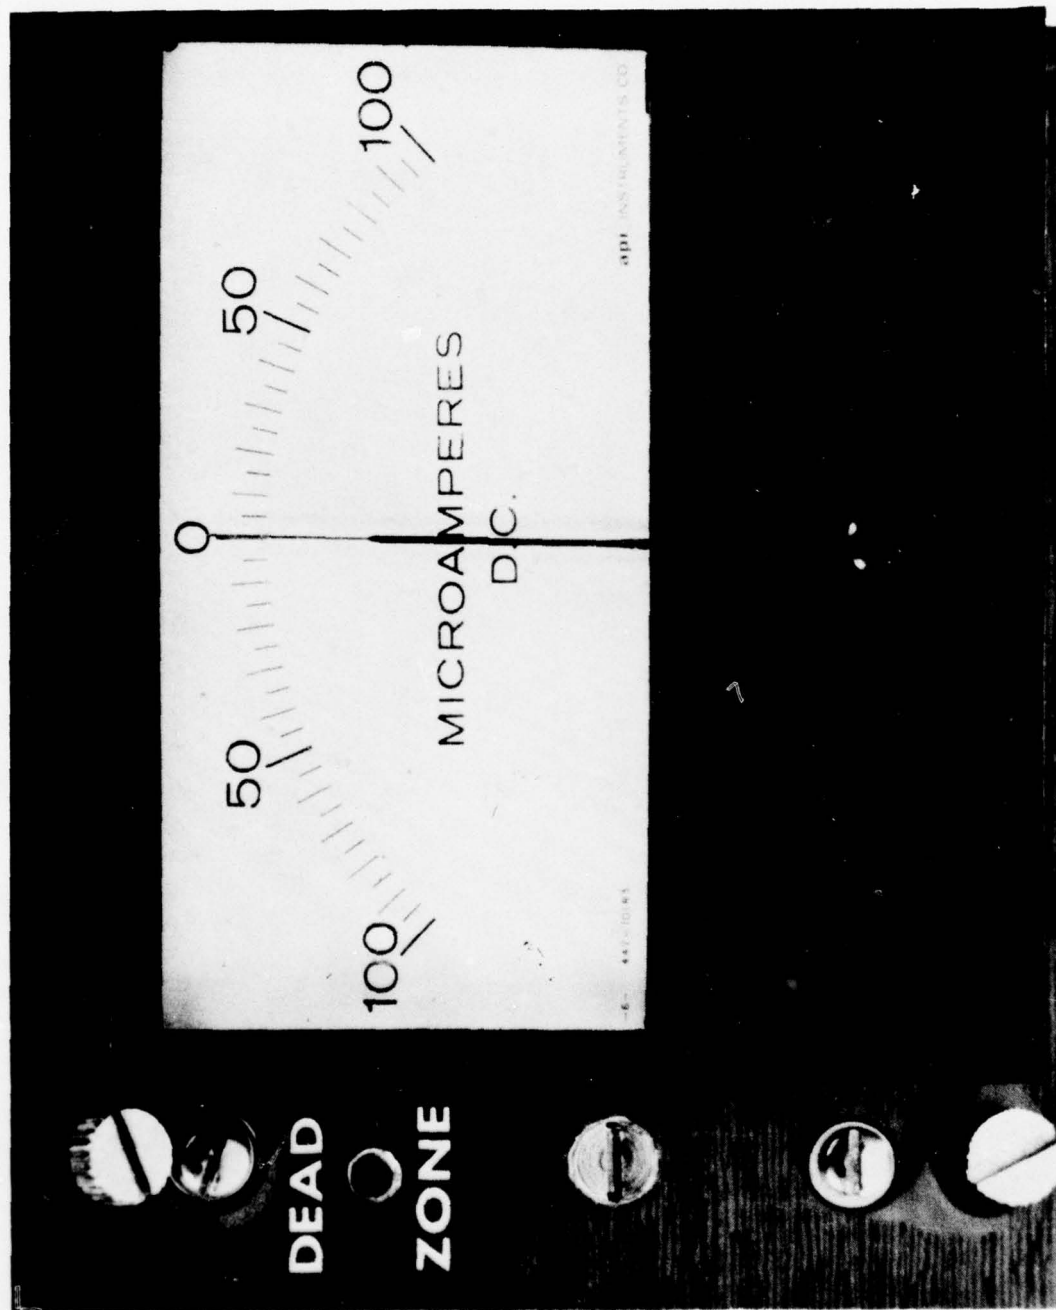 100 50 0 50 100
MICROAMPERES
D.C.
api INSTRUMENTS CO
DEAD
ZONE